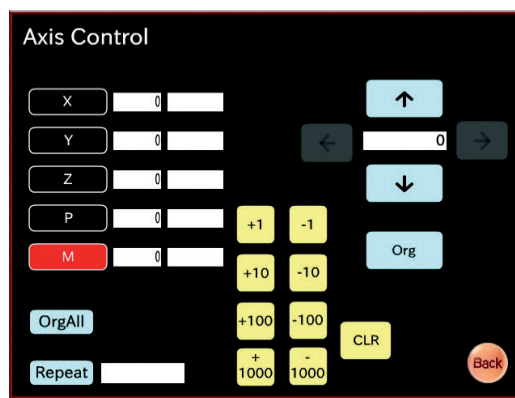 Axis Control
X 0
↑
Y 0
← 0 →
Z 0
↓
P 0
+1 -1
M 0
Org
+10 -10
OrgAll
+100 -100
CLR
Repeat
+
1000
-
1000
Back